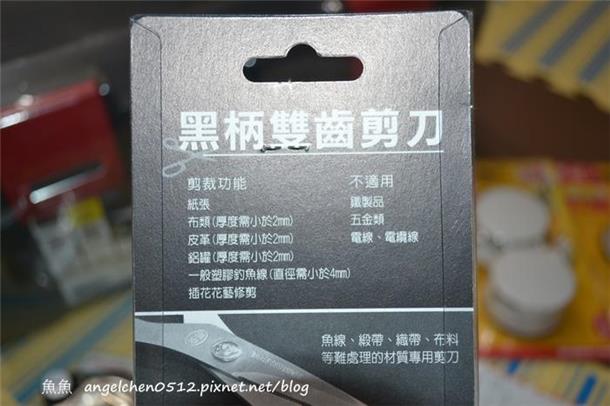 黑柄雙齒剪刀
剪裁功能
紙張
布類(厚度需小於2mm)
皮革(厚度需小於2mm)
鋁罐(厚度需小於2mm)
一般塑膠釣魚線(直徑需小於4mm)
插花花藝修剪
不適用
鐵製品
五金類
電線、電纜線
魚線、緞帶、織帶、布料
等難處理的材質專用剪刀
魚魚 angelchen0512.pixnet.net/blog